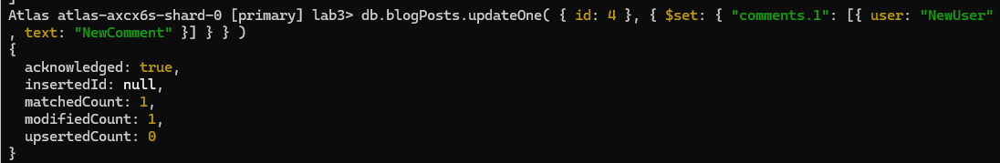 Atlas atlas-axcx6s-shard-0 [primary] lab3> db.blogPosts.updateOne( { id: 4 }, { $set: { "comments.1": [{ user: "NewUser"
, text: "NewComment" }] } } )
{
  acknowledged: true,
  insertedId: null,
  matchedCount: 1,
  modifiedCount: 1,
  upsertedCount: 0
}